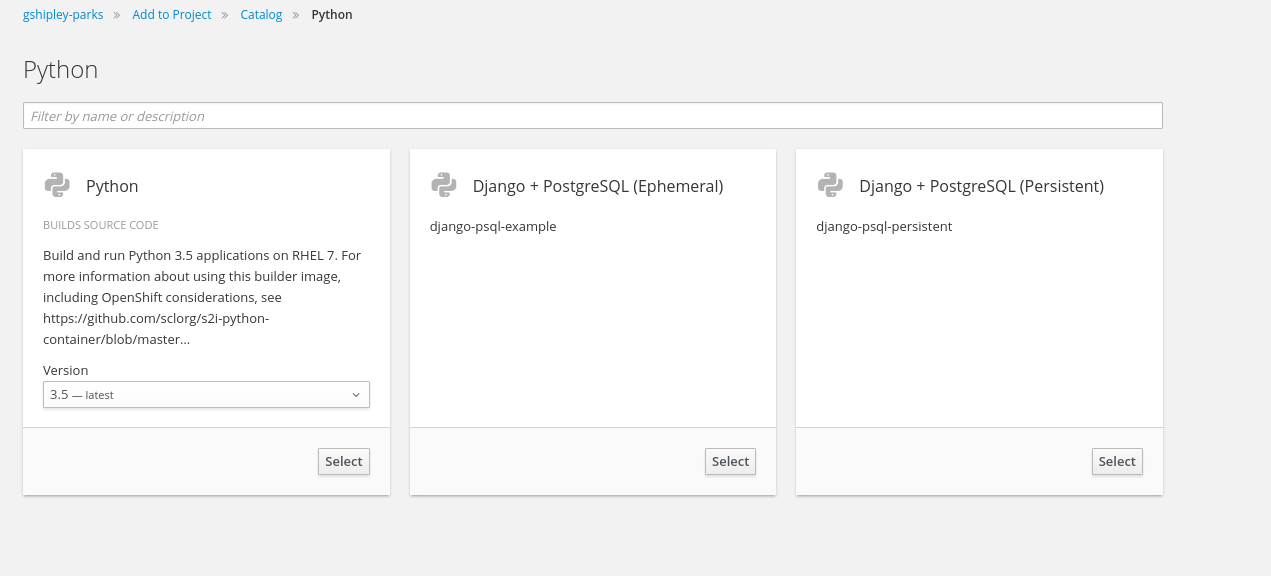 gshipley-parks » Add to Project » Catalog » Python
Python
Filter by name or description
Python
BUILDS SOURCE CODE
Build and run Python 3.5 applications on RHEL 7. For
more information about using this builder image,
including OpenShift considerations, see
https://github.com/sclorg/s2i-python-
container/blob/master...
Version
3.5 — latest
Select
Django + PostgreSQL (Ephemeral)
django-psql-example
Select
Django + PostgreSQL (Persistent)
django-psql-persistent
Select